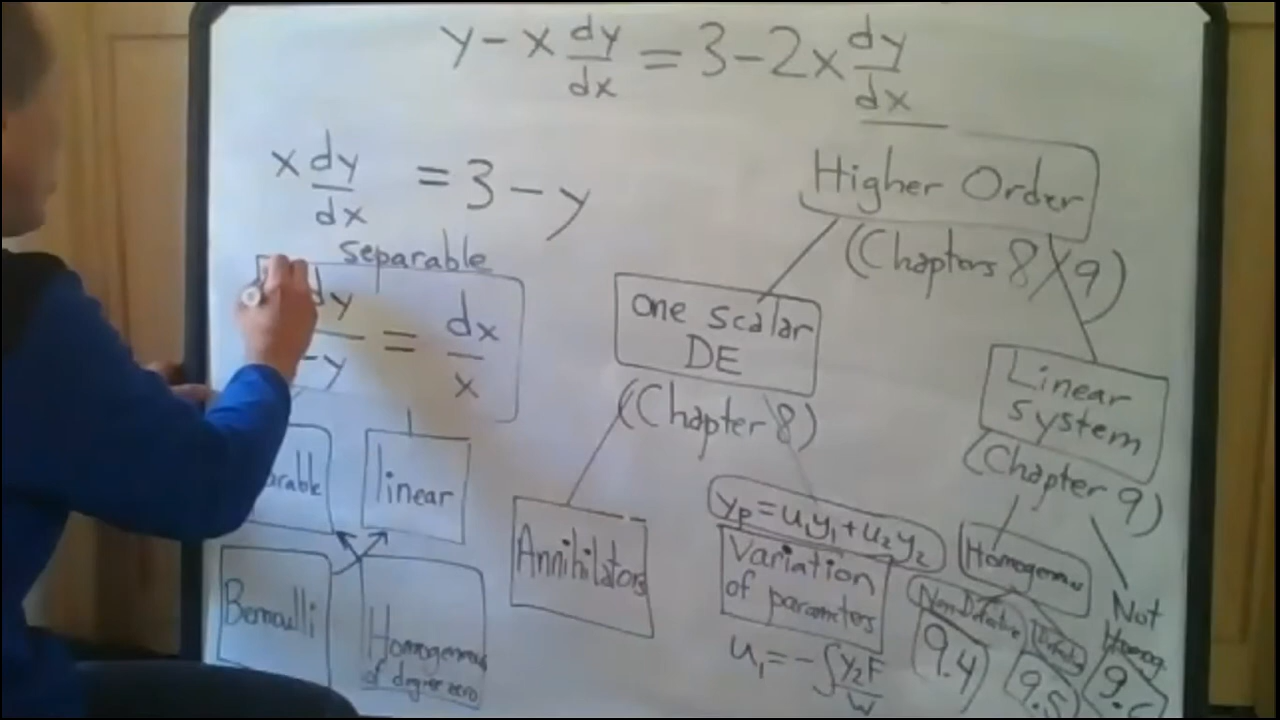 y - x dy/dx = 3 - 2x dy/dx
x dy/dx = 3 - y
separable
dy/-y = dx/x
linear
Bernoulli
Homogeneous
of degree zero
Higher Order
(Chapters 8 & 9)
one scalar
DE
(Chapter 8)
Annihilators
yp = u1y1 + u2y2
Variation
of parameters
u1 = -∫ y2F/W
Linear
system
(Chapter 9)
Homogeneous
9.4
9.5
Not
Homog.